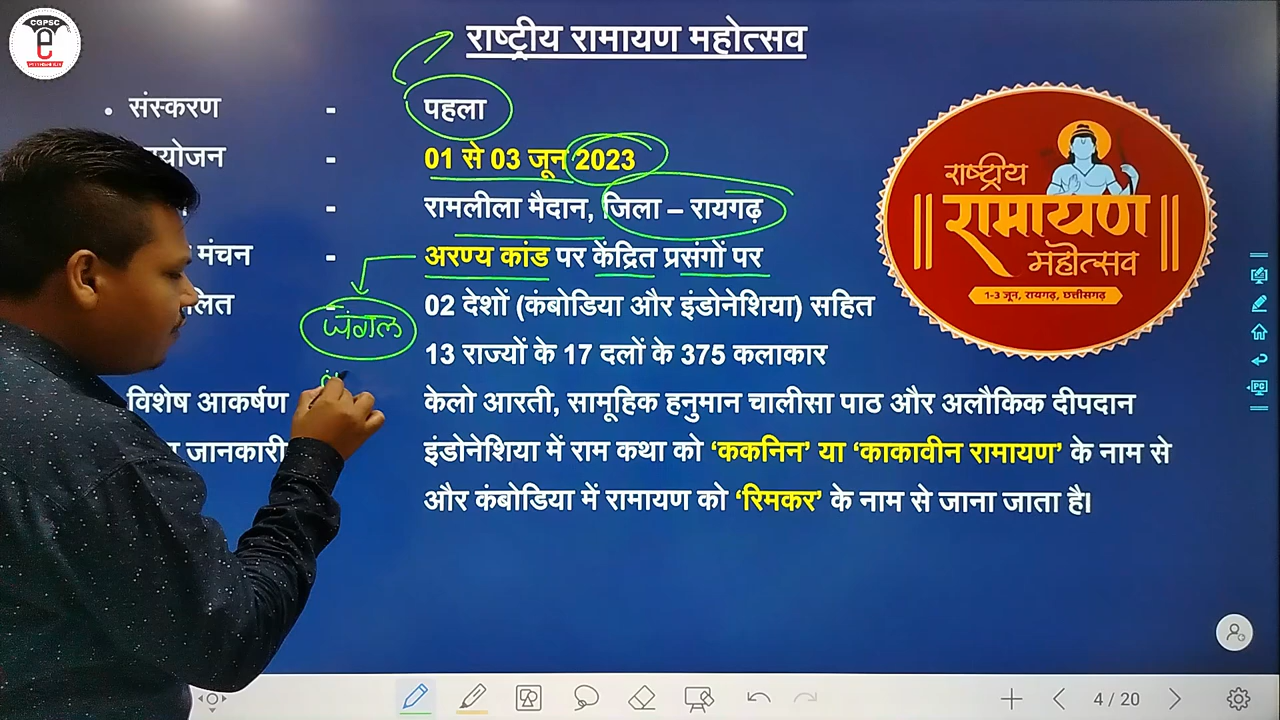 CGPSC
राष्ट्रीय रामायण महोत्सव
• संस्करण - पहला
योजन - 01 से 03 जून 2023
- रामलीला मैदान, जिला – रायगढ़
मंचन - अरण्य कांड पर केंद्रित प्रसंगों पर
लित - 02 देशों (कंबोडिया और इंडोनेशिया) सहित
जंगल
13 राज्यों के 17 दलों के 375 कलाकार
विशेष आकर्षण केलो आरती, सामूहिक हनुमान चालीसा पाठ और अलौकिक दीपदान
जानकारी इंडोनेशिया में राम कथा को ‘ककनिन’ या ‘काकावीन रामायण’ के नाम से
और कंबोडिया में रामायण को ‘रिमकर’ के नाम से जाना जाता है।
राष्ट्रीय
रामायण
महोत्सव
1-3 जून, रायगढ़, छत्तीसगढ़
PC
4 / 20